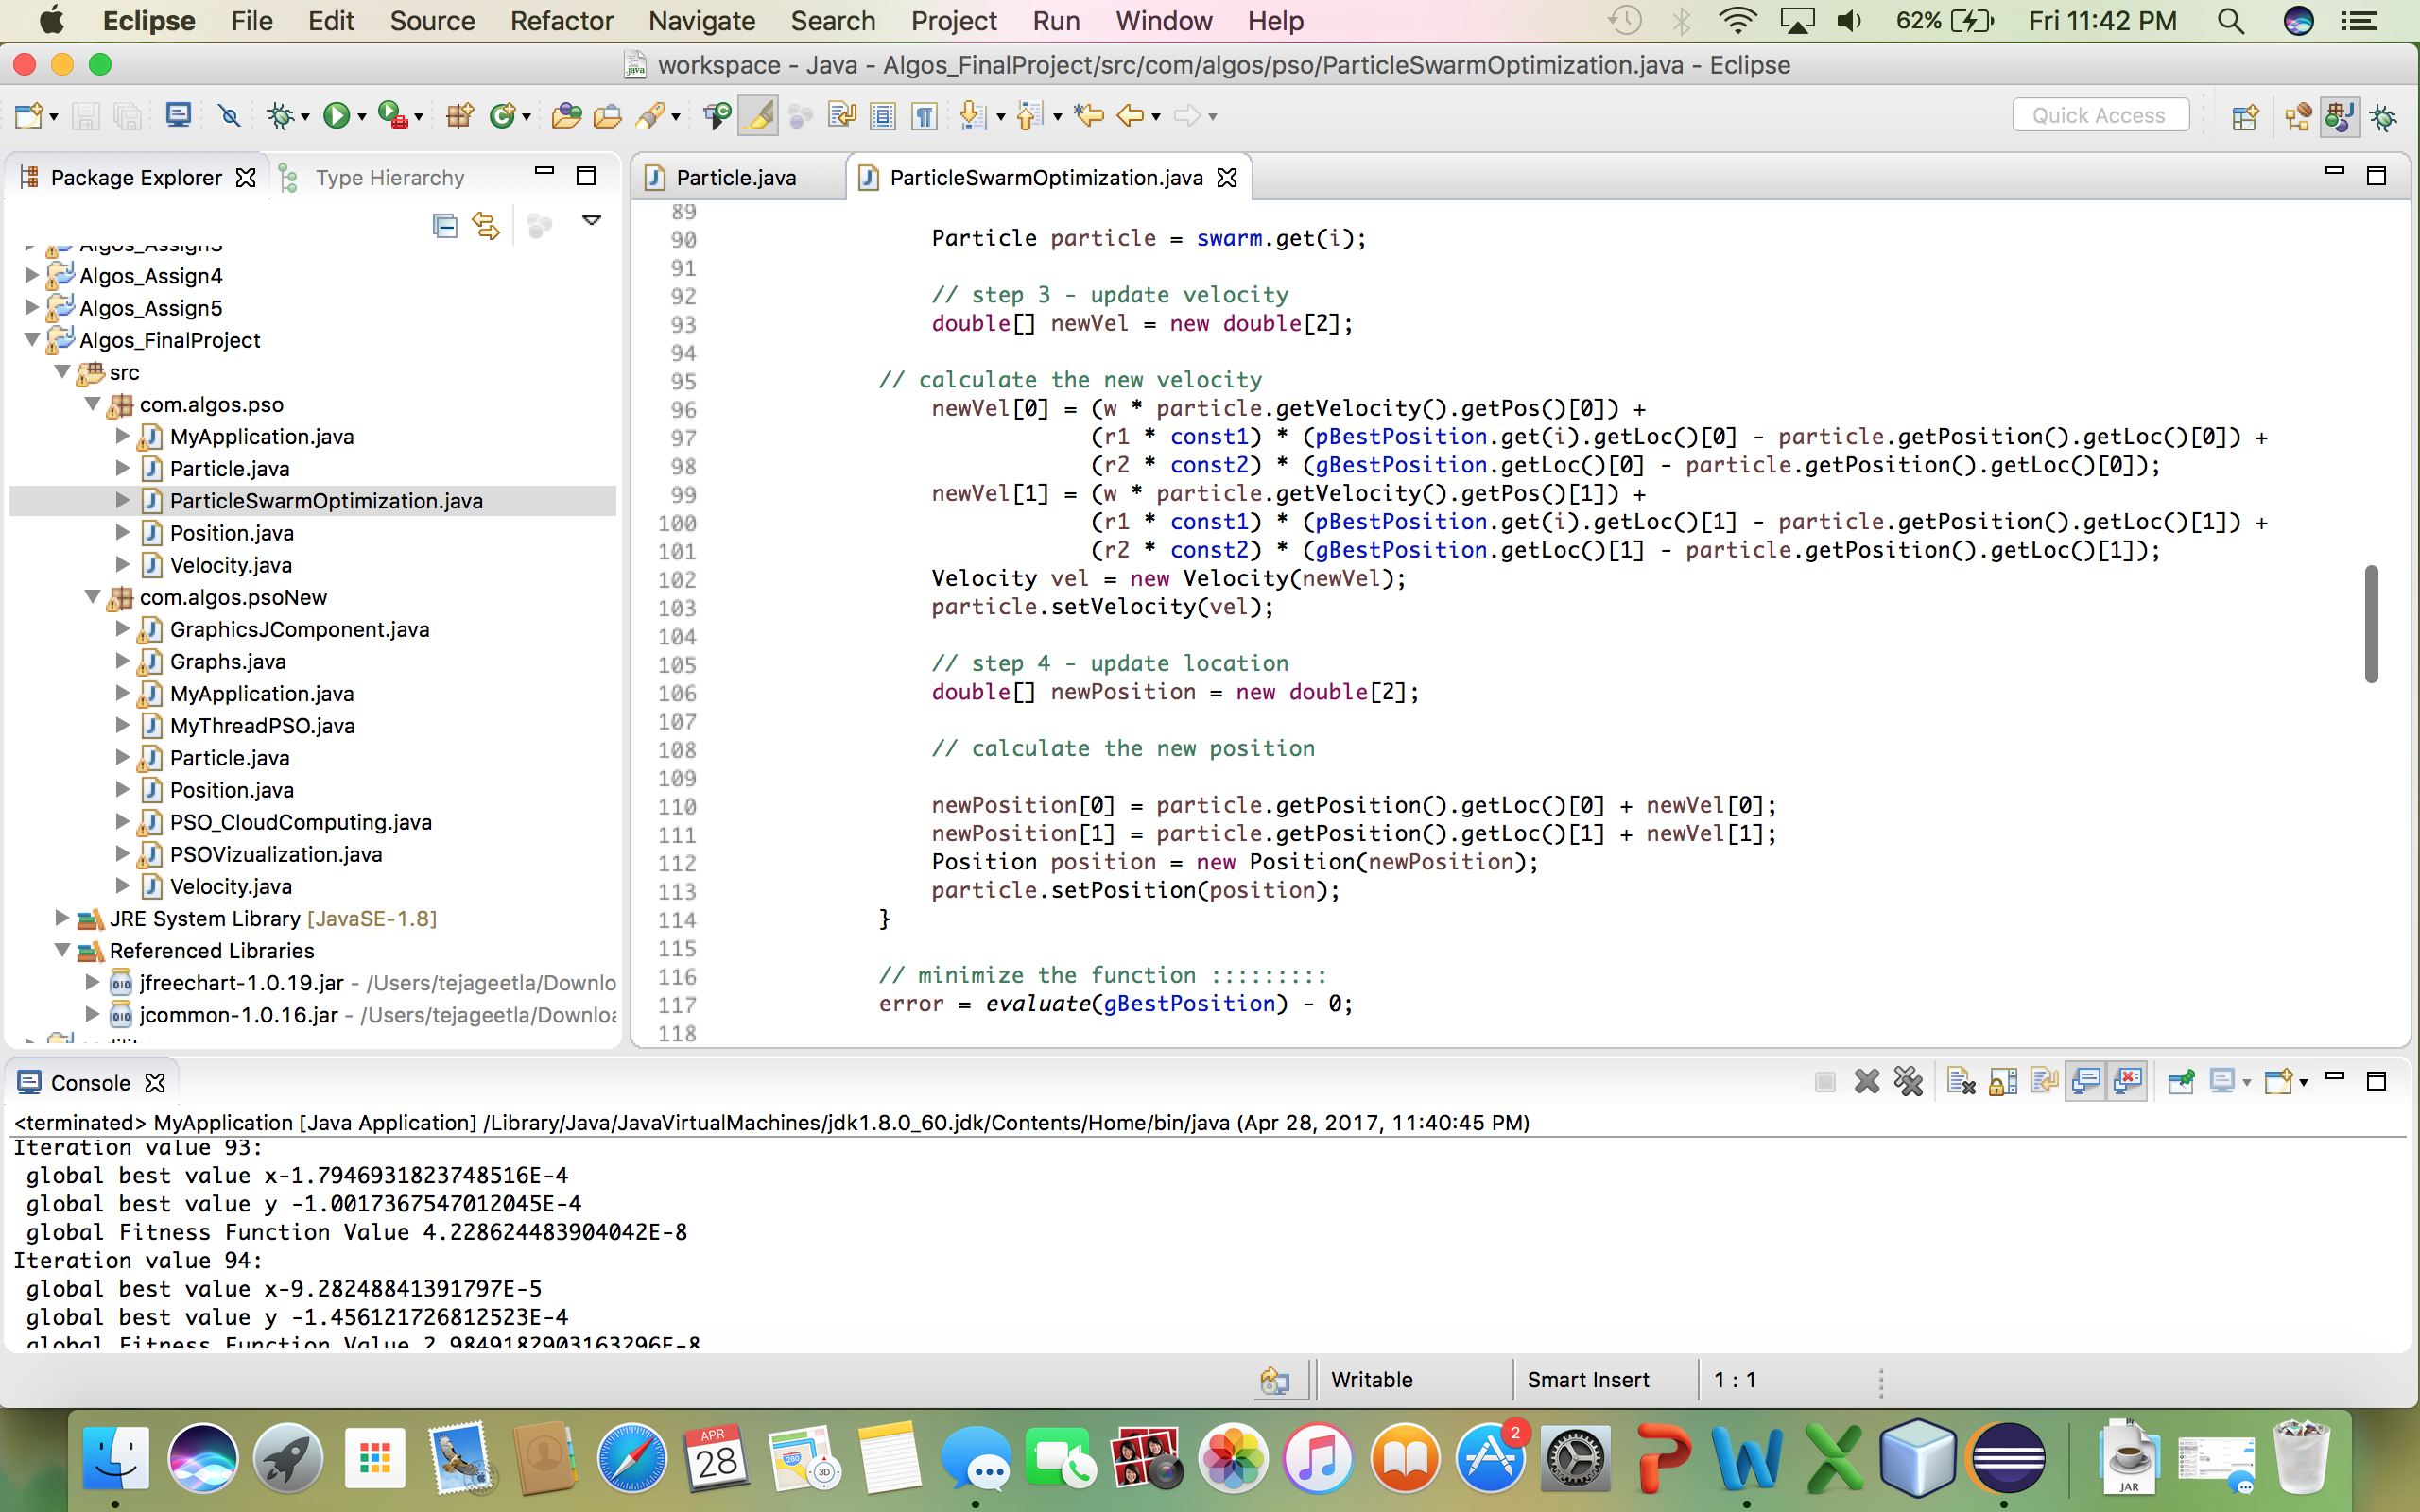 Eclipse File Edit Source Refactor Navigate Search Project Run Window Help 62% Fri 11:42 PM
workspace - Java - Algos_FinalProject/src/com/algos/pso/ParticleSwarmOptimization.java - Eclipse
Quick Access
Package Explorer Type Hierarchy
Algos_Assign3
Algos_Assign4
Algos_Assign5
Algos_FinalProject
src
com.algos.pso
MyApplication.java
Particle.java
ParticleSwarmOptimization.java
Position.java
Velocity.java
com.algos.psoNew
GraphicsJComponent.java
Graphs.java
MyApplication.java
MyThreadPSO.java
Particle.java
Position.java
PSO_CloudComputing.java
PSOVizualization.java
Velocity.java
JRE System Library [JavaSE-1.8]
Referenced Libraries
jfreechart-1.0.19.jar - /Users/tejageetla/Downlo
jcommon-1.0.16.jar - /Users/tejageetla/Downloa
Particle.java ParticleSwarmOptimization.java
89
90 Particle particle = swarm.get(i);
91
92 // step 3 - update velocity
93 double[] newVel = new double[2];
94
95 // calculate the new velocity
96 newVel[0] = (w * particle.getVelocity().getPos()[0]) +
97 (r1 * const1) * (pBestPosition.get(i).getLoc()[0] - particle.getPosition().getLoc()[0]) +
98 (r2 * const2) * (gBestPosition.getLoc()[0] - particle.getPosition().getLoc()[0]);
99 newVel[1] = (w * particle.getVelocity().getPos()[1]) +
100 (r1 * const1) * (pBestPosition.get(i).getLoc()[1] - particle.getPosition().getLoc()[1]) +
101 (r2 * const2) * (gBestPosition.getLoc()[1] - particle.getPosition().getLoc()[1]);
102 Velocity vel = new Velocity(newVel);
103 particle.setVelocity(vel);
104
105 // step 4 - update location
106 double[] newPosition = new double[2];
107
108 // calculate the new position
109
110 newPosition[0] = particle.getPosition().getLoc()[0] + newVel[0];
111 newPosition[1] = particle.getPosition().getLoc()[1] + newVel[1];
112 Position position = new Position(newPosition);
113 particle.setPosition(position);
114 }
115
116 // minimize the function :::::::::
117 error = evaluate(gBestPosition) - 0;
118
Console
<terminated> MyApplication [Java Application] /Library/Java/JavaVirtualMachines/jdk1.8.0_60.jdk/Contents/Home/bin/java (Apr 28, 2017, 11:40:45 PM)
Iteration value 93:
global best value x-1.7946931823748516E-4
global best value y -1.0017367547012045E-4
global Fitness Function Value 4.228624483904042E-8
Iteration value 94:
global best value x-9.28248841391797E-5
global best value y -1.456121726812523E-4
global Fitness Function Value 2.9849182903163296E-8
Writable Smart Insert 1 : 1
APR
28
280
3D
2
JAR